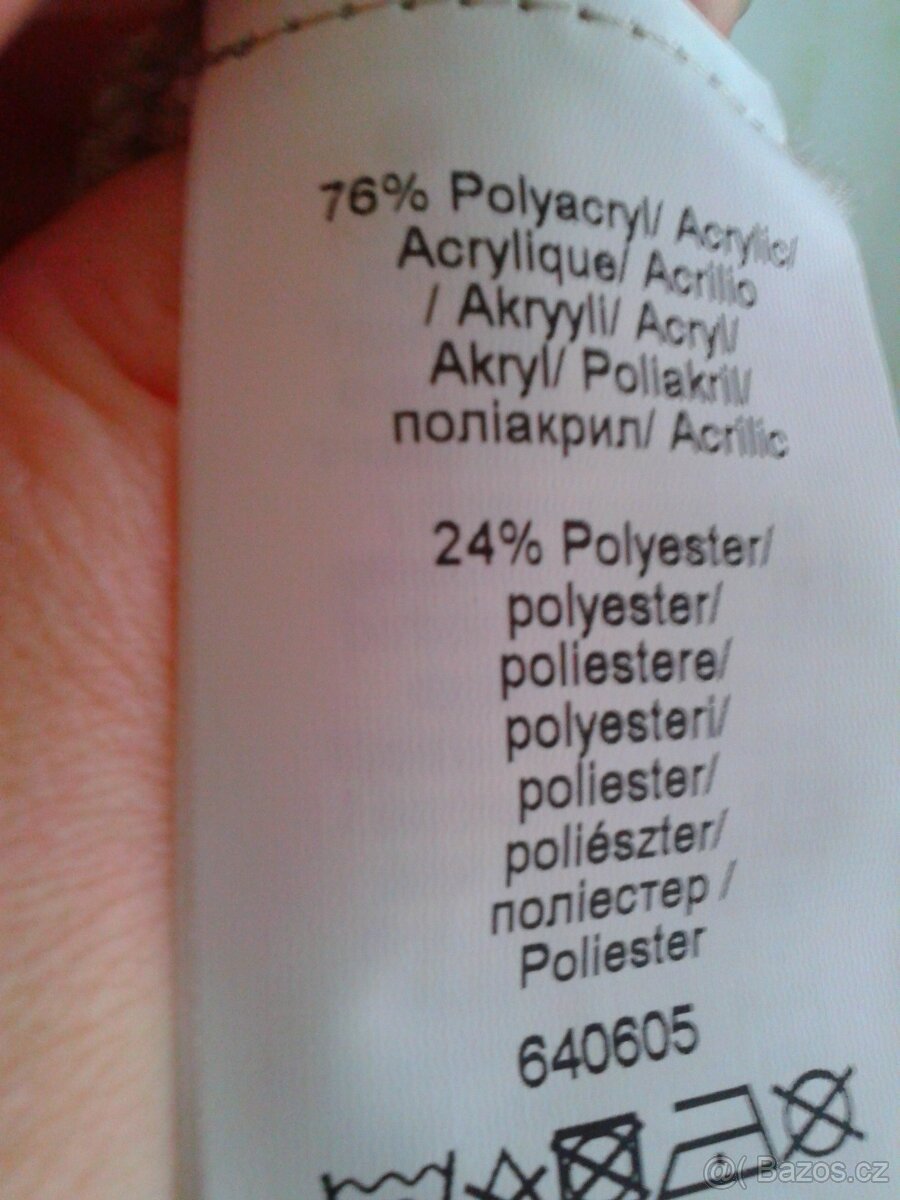 76% Polyacryl/ Acrylic/
Acrylique/ Acrilio
/ Akryyli/ Acryl/
Akryl/ Poliakril/
поліакрил/ Acrílic
24% Polyester/
polyester/
poliestere/
polyesteri/
poliester/
poliészter/
поліестер /
Poliester
640605
@( Bazos.cz